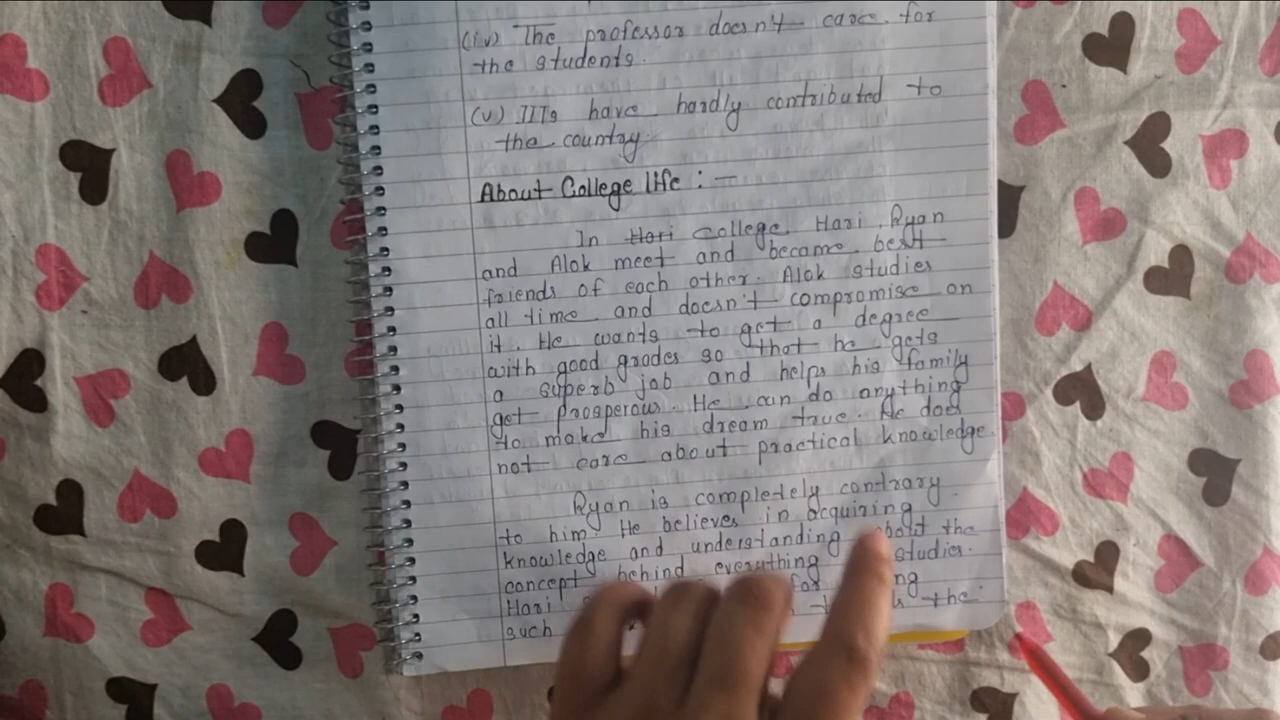 (iv) The professor doesn't care for
the students.
(v) IITs have hardly contributed to
the country.
About College life : —
In Hari college Hari, Ryan
and Alok meet and became best
friends of each other. Alok studies
all time and doesn't compromise on
it. He wants to get a degree
with good grades so that he gets
a superb job and helps his family
get prosperous. He can do anything
to make his dream true. He does
not care about practical knowledge.
Ryan is completely contrary
to him. He believes in acquiring
knowledge and understanding about the
concept behind everything studies.
Hari for
such the